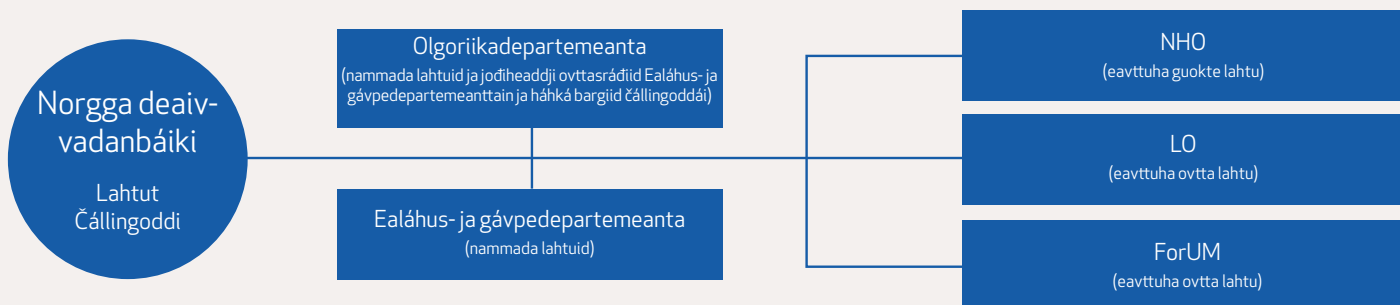 Norgga deaiv-
vadanbáiki
Lahtut
Čállingoddi
Olgoriikadepartemeanta
(nammada lahtuid ja jođiheaddji ovttasráđiid Ealáhus- ja
gávpedepartemeanttain ja háhká bargiid čállingoddái)
Ealáhus- ja gávpedepartemeanta
(nammada lahtuid)
NHO
(eavttuha guokte lahtu)
LO
(eavttuha ovtta lahtu)
ForUM
(eavttuha ovtta lahtu)